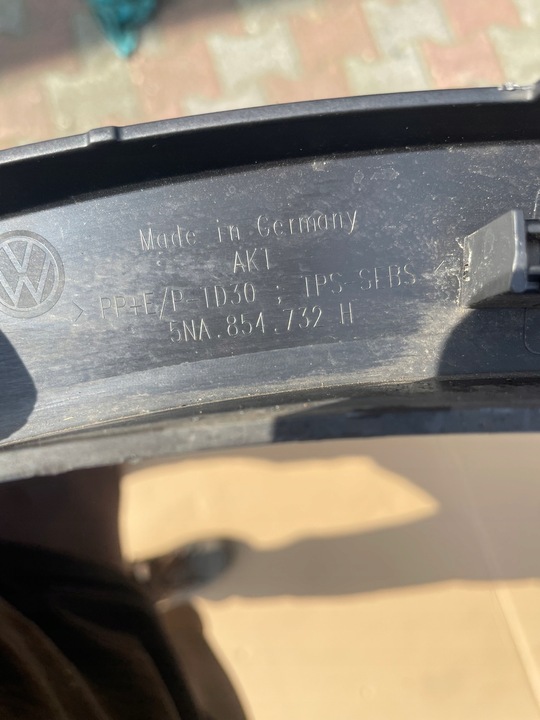 Made in Germany
AKT
> PP+E/P-TD30 ; TPS-SEBS <
5NA.854.732 H